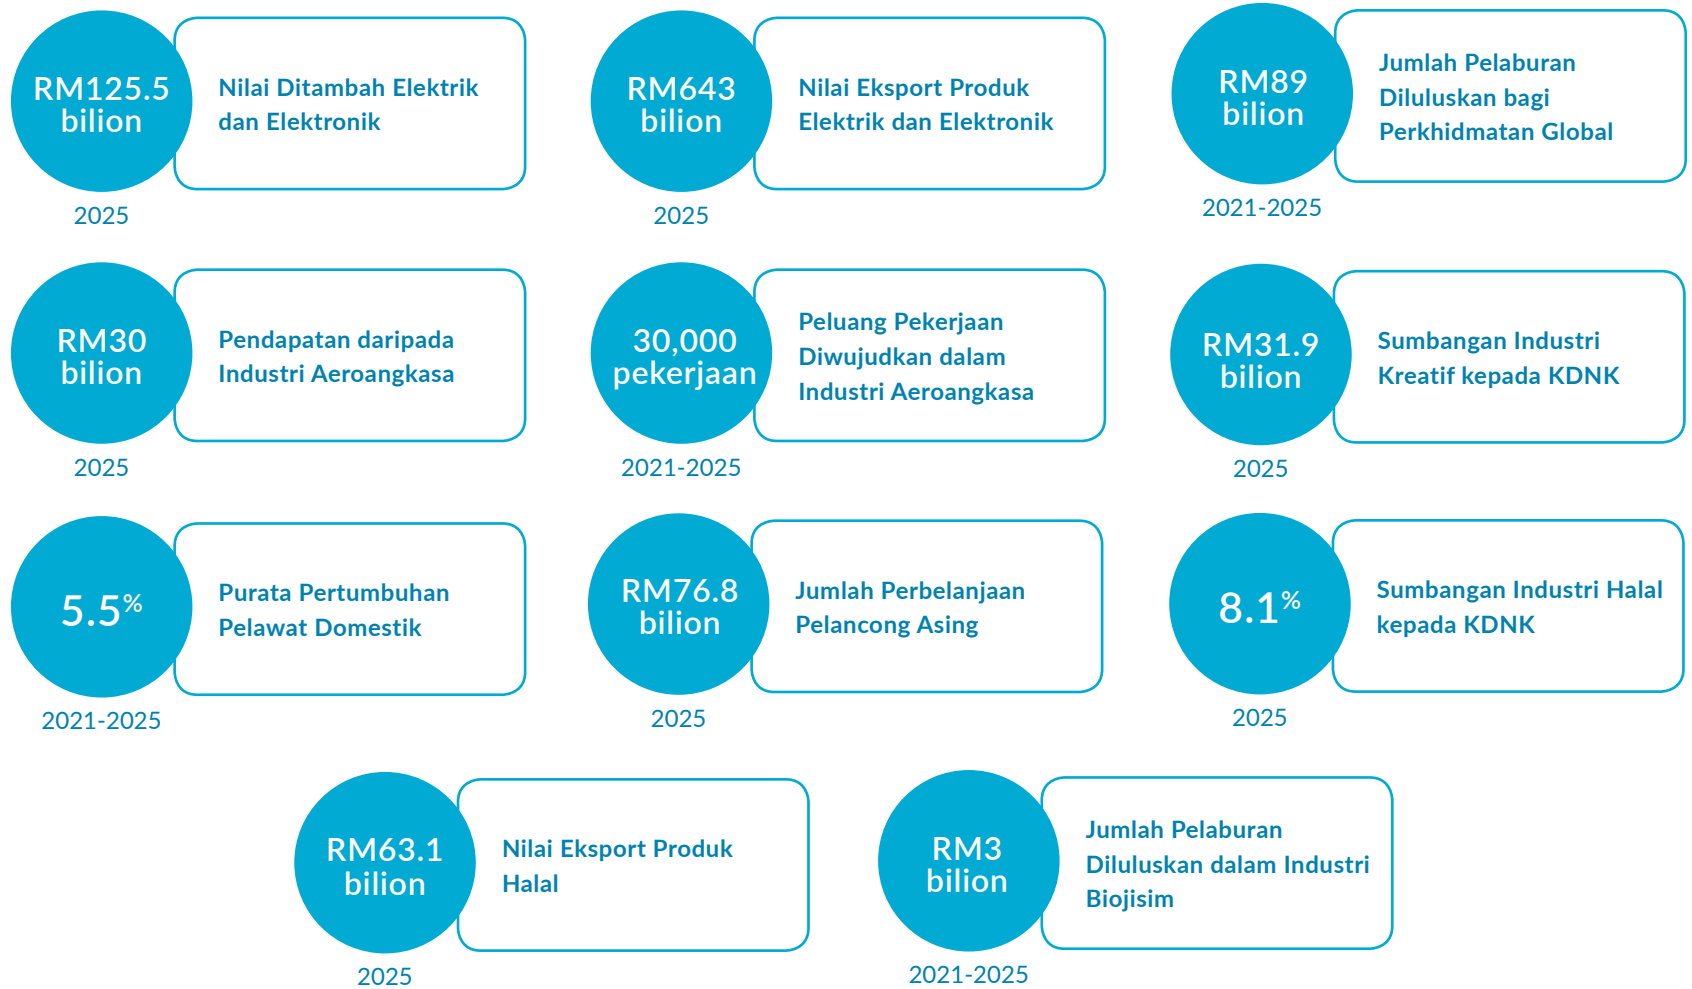 RM125.5
bilion
Nilai Ditambah Elektrik
dan Elektronik
2025
RM643
bilion
Nilai Eksport Produk
Elektrik dan Elektronik
2025
RM89
bilion
Jumlah Pelaburan
Diluluskan bagi
Perkhidmatan Global
2021-2025
RM30
bilion
Pendapatan daripada
Industri Aeroangkasa
2025
30,000
pekerjaan
Peluang Pekerjaan
Diwujudkan dalam
Industri Aeroangkasa
2021-2025
RM31.9
bilion
Sumbangan Industri
Kreatif kepada KDNK
2025
5.5%
Purata Pertumbuhan
Pelawat Domestik
2021-2025
RM76.8
bilion
Jumlah Perbelanjaan
Pelancong Asing
2025
8.1%
Sumbangan Industri Halal
kepada KDNK
2025
RM63.1
bilion
Nilai Eksport Produk
Halal
2025
RM3
bilion
Jumlah Pelaburan
Diluluskan dalam Industri
Biojisim
2021-2025